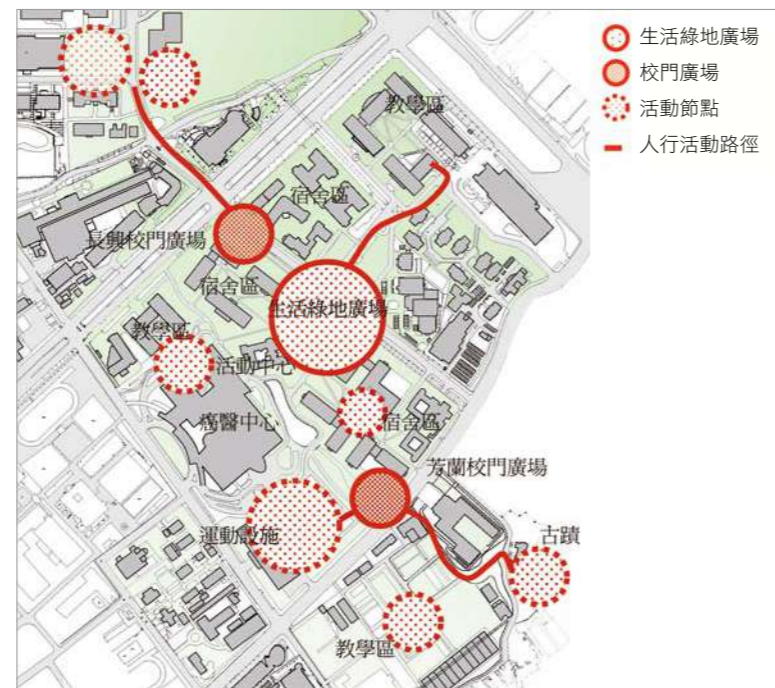 生活綠地廣場
校門廣場
活動節點
人行活動路徑
教學區
宿舍區
長興校門廣場
宿舍區
生活綠地廣場
教學區
活動中心
癌醫中心
宿舍區
芳蘭校門廣場
運動設施
古蹟
教學區